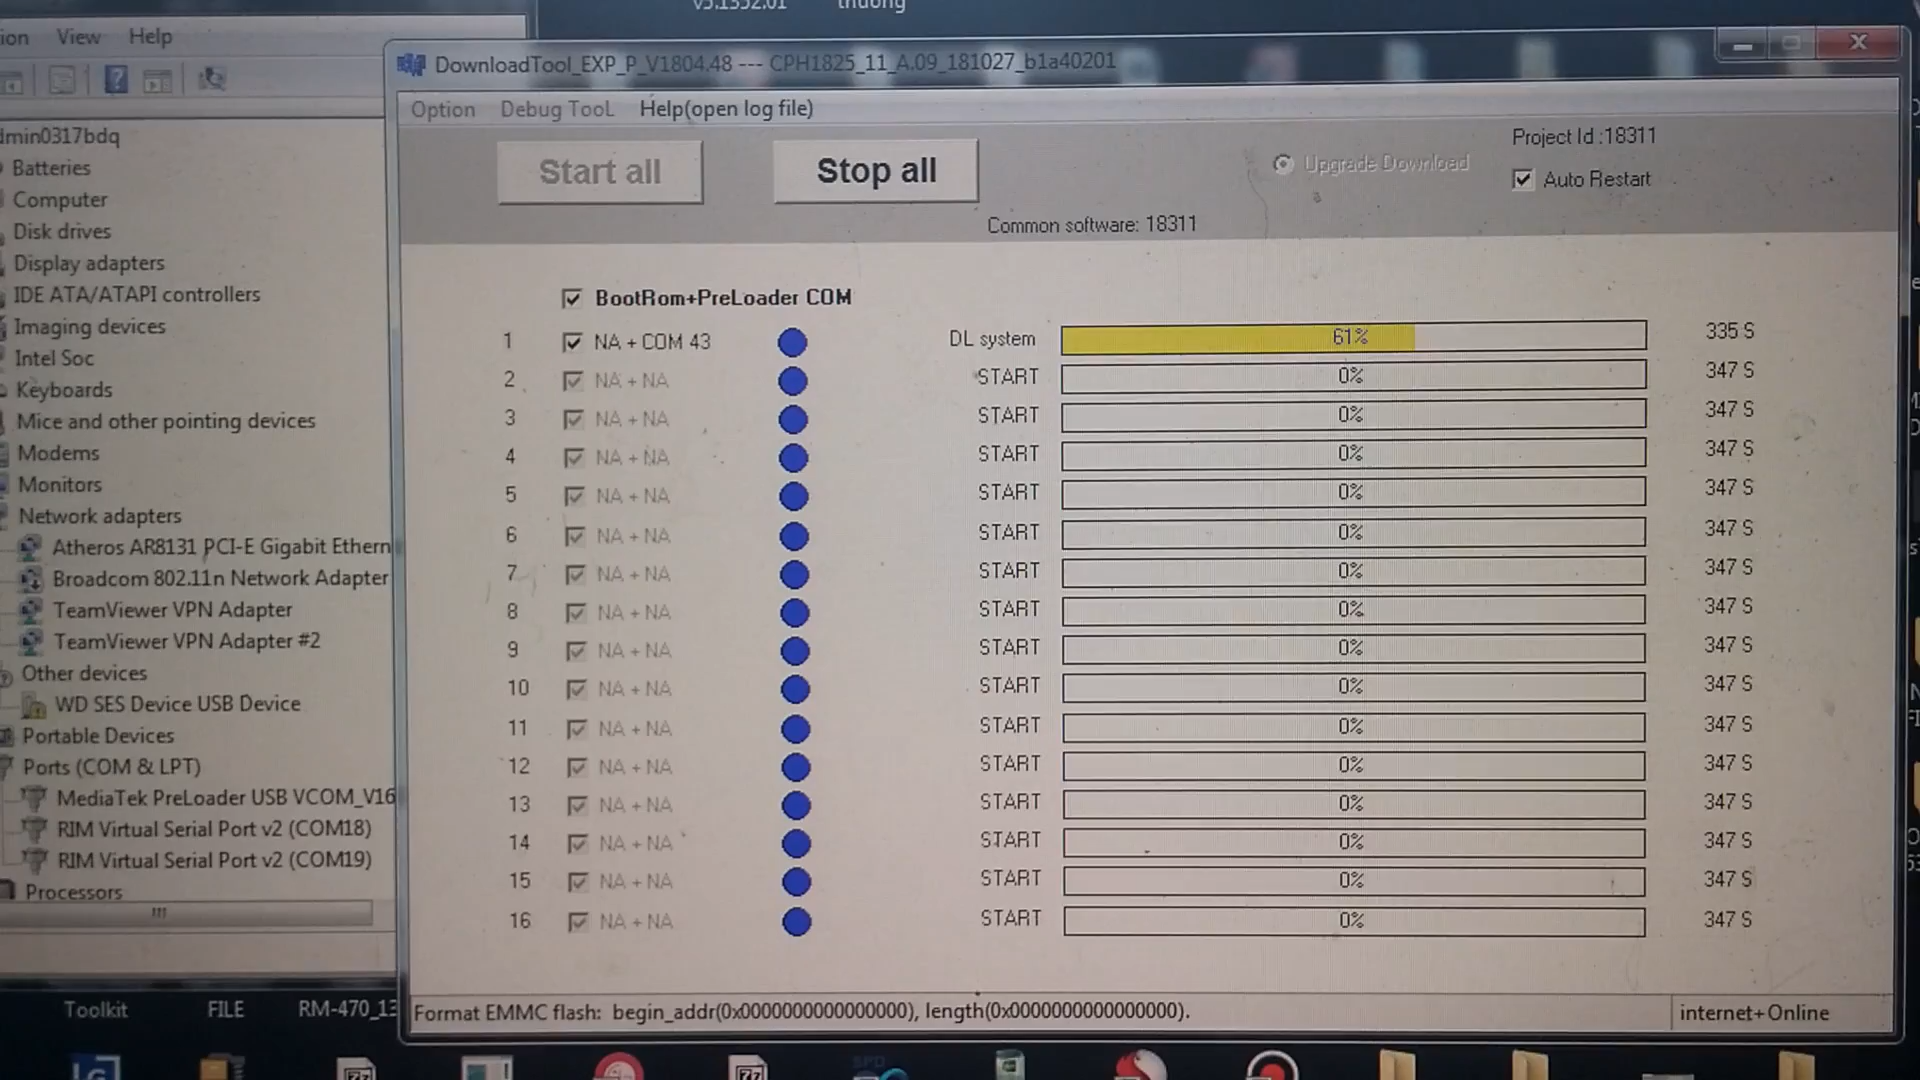 v5.1352.01
thuong
ion View Help
DownloadTool_EXP_P_V1804.48 --- CPH1825_11_A.09_181027_b1a40201
Option Debug TooL Help(open log file)
Start all
Stop all
Upgrade Download
Project Id :18311
Auto Restart
Common software: 18311
dmin0317bdq
Batteries
Computer
Disk drives
Display adapters
IDE ATA/ATAPI controllers
Imaging devices
Intel Soc
Keyboards
Mice and other pointing devices
Modems
Monitors
Network adapters
Atheros AR8131 PCI-E Gigabit Ethern
Broadcom 802.11n Network Adapter
TeamViewer VPN Adapter
TeamViewer VPN Adapter #2
Other devices
WD SES Device USB Device
Portable Devices
Ports (COM & LPT)
MediaTek PreLoader USB VCOM_V16
RIM Virtual Serial Port v2 (COM18)
RIM Virtual Serial Port v2 (COM19)
Processors
BootRom+PreLoader COM
1 NA + COM 43 DL system 61% 335 S
2 NA + NA START 0% 347 S
3 NA + NA START 0% 347 S
4 NA + NA START 0% 347 S
5 NA + NA START 0% 347 S
6 NA + NA START 0% 347 S
7 NA + NA START 0% 347 S
8 NA + NA START 0% 347 S
9 NA + NA START 0% 347 S
10 NA + NA START 0% 347 S
11 NA + NA START 0% 347 S
12 NA + NA START 0% 347 S
13 NA + NA START 0% 347 S
14 NA + NA START 0% 347 S
15 NA + NA START 0% 347 S
16 NA + NA START 0% 347 S
Format EMMC flash: begin_addr(0x0000000000000000), length(0x0000000000000000).
internet+Online
Toolkit FILE RM-470_13